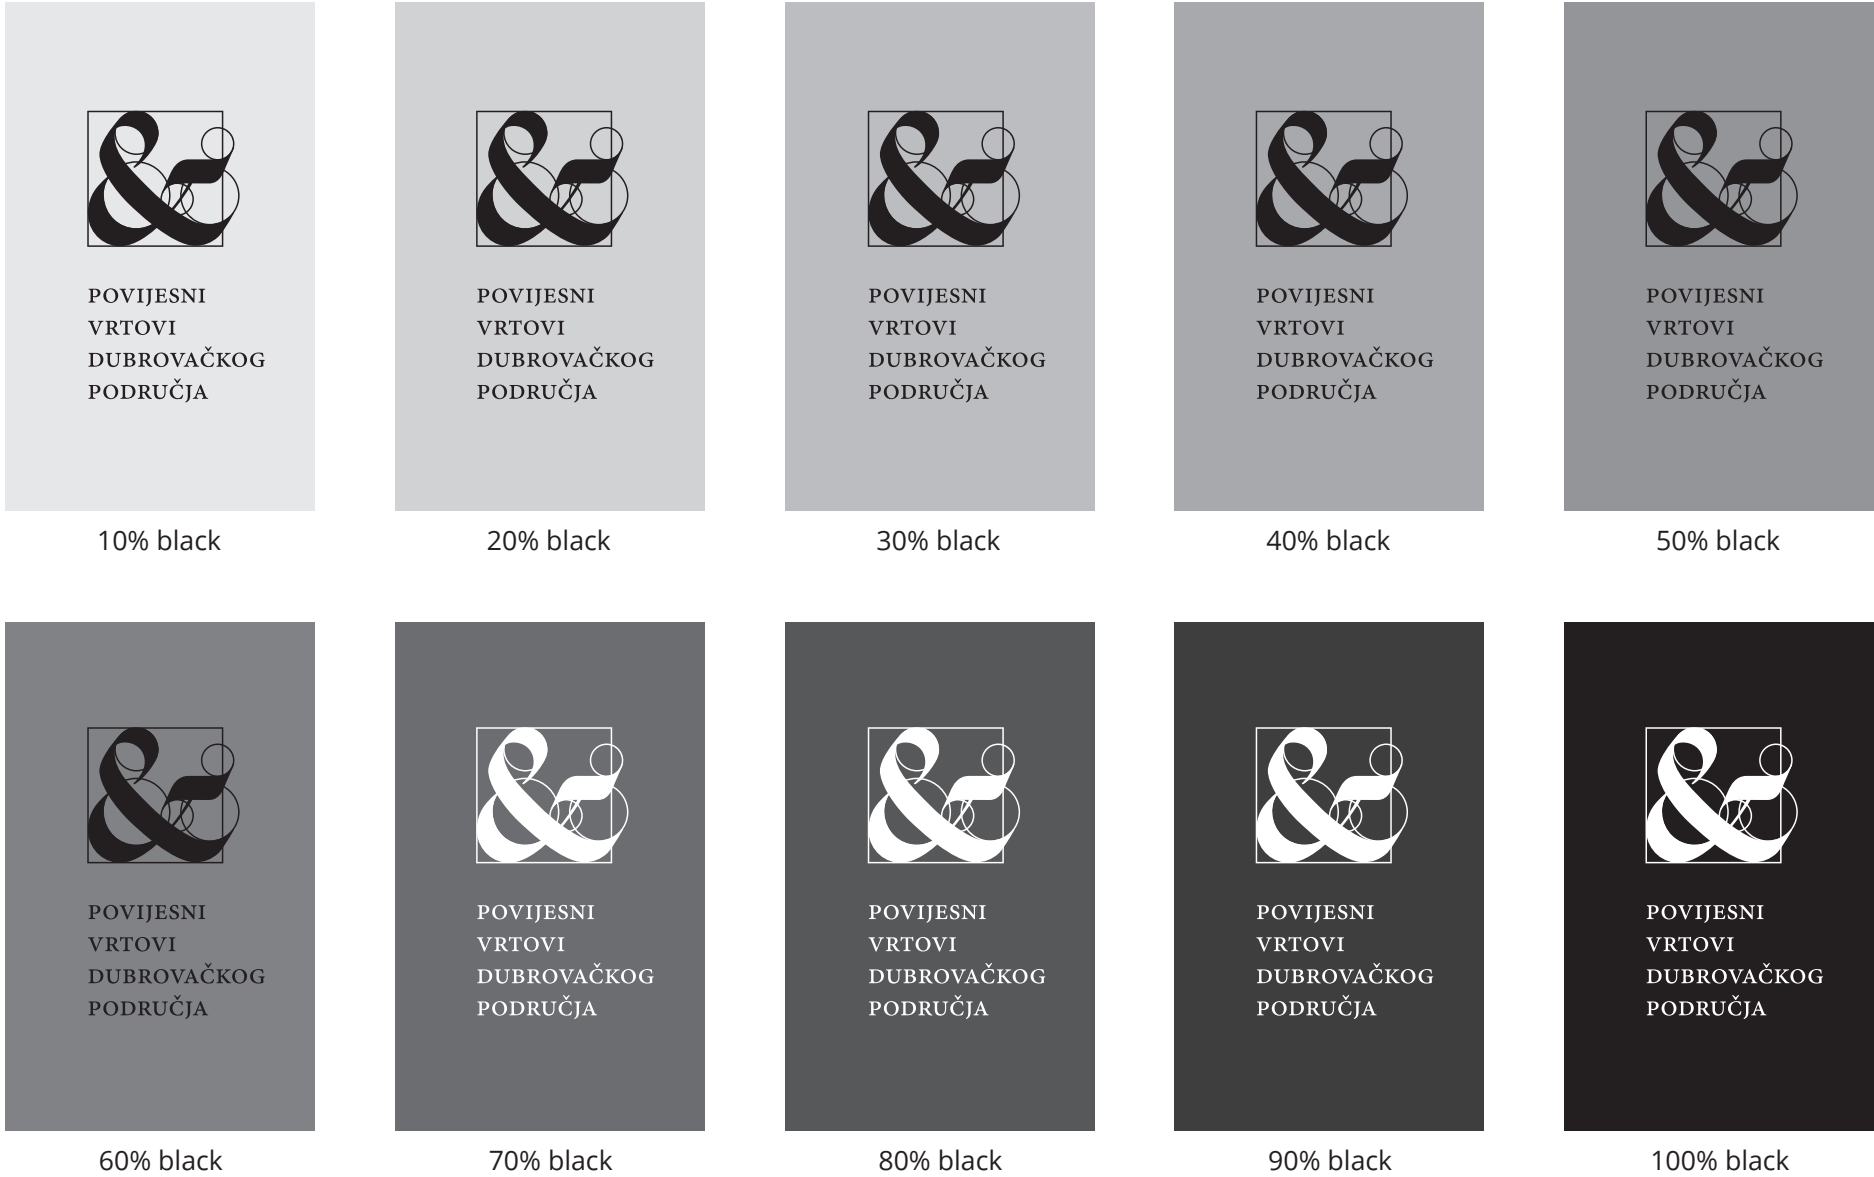 &
POVIJESNI
VRTOVI
DUBROVAČKOG
PODRUČJA
10% black
&
POVIJESNI
VRTOVI
DUBROVAČKOG
PODRUČJA
20% black
&
POVIJESNI
VRTOVI
DUBROVAČKOG
PODRUČJA
30% black
&
POVIJESNI
VRTOVI
DUBROVAČKOG
PODRUČJA
40% black
&
POVIJESNI
VRTOVI
DUBROVAČKOG
PODRUČJA
50% black
&
POVIJESNI
VRTOVI
DUBROVAČKOG
PODRUČJA
60% black
&
POVIJESNI
VRTOVI
DUBROVAČKOG
PODRUČJA
70% black
&
POVIJESNI
VRTOVI
DUBROVAČKOG
PODRUČJA
80% black
&
POVIJESNI
VRTOVI
DUBROVAČKOG
PODRUČJA
90% black
&
POVIJESNI
VRTOVI
DUBROVAČKOG
PODRUČJA
100% black